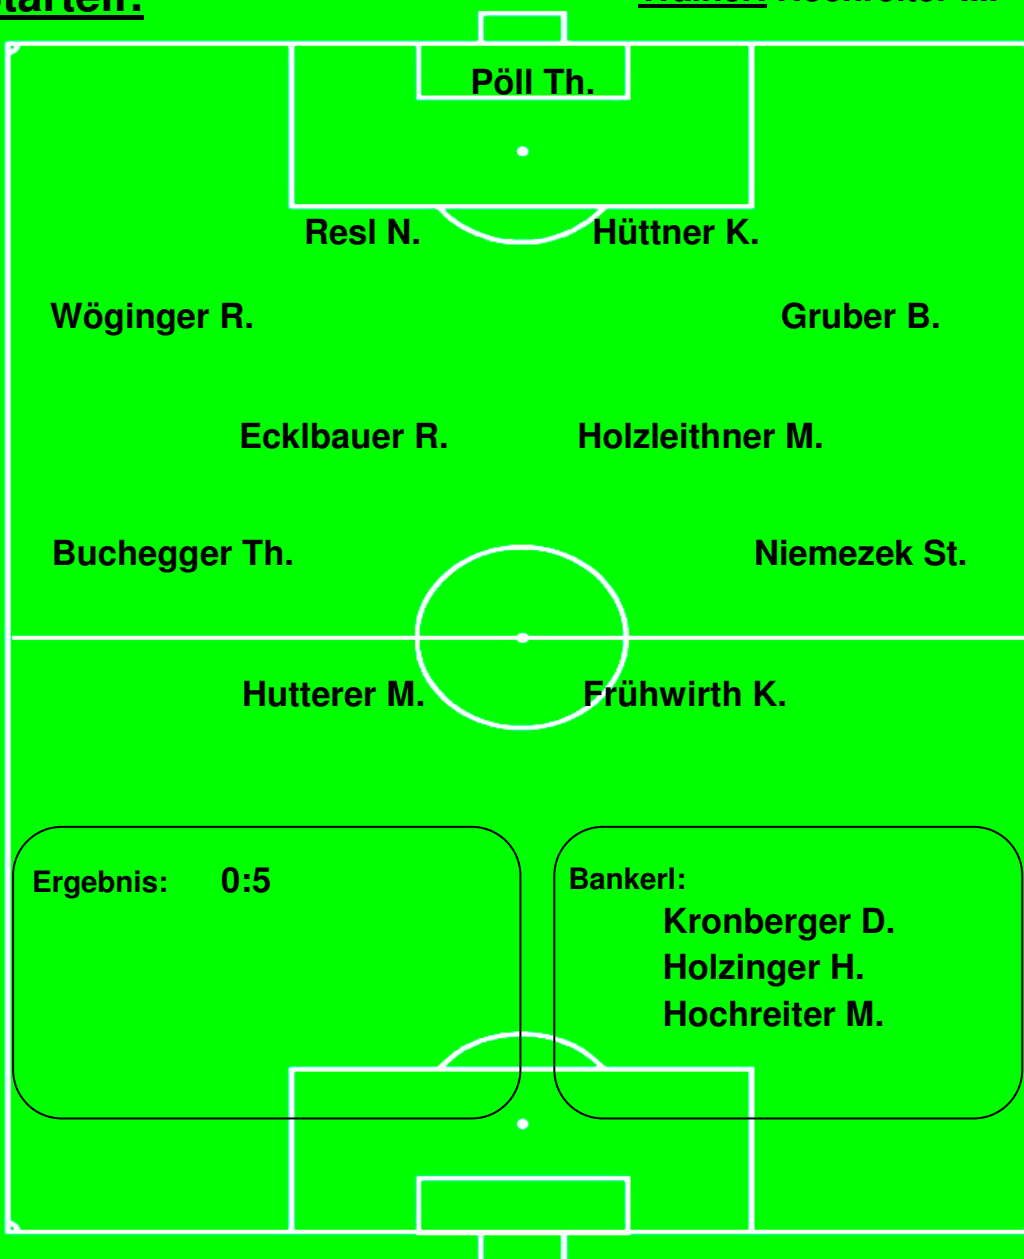 Pöll Th.
Resl N. Hüttner K.
Wöginger R. Gruber B.
Ecklbauer R. Holzleithner M.
Buchegger Th. Niemezek St.
Hutterer M. Frühwirth K.
Ergebnis: 0:5
Bankerl:
Kronberger D.
Holzinger H.
Hochreiter M.